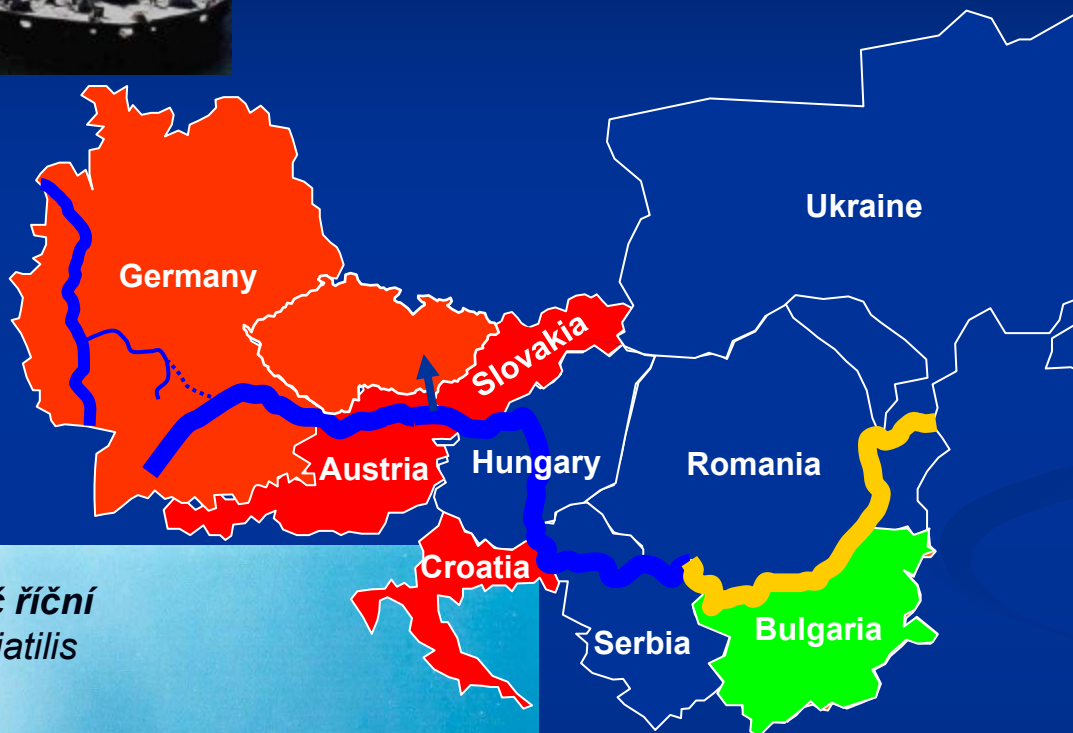 Ukraine
Germany
Slovakia
Austria
Hungary
Romania
Croatia
říční
iatilis
Serbia
Bulgaria